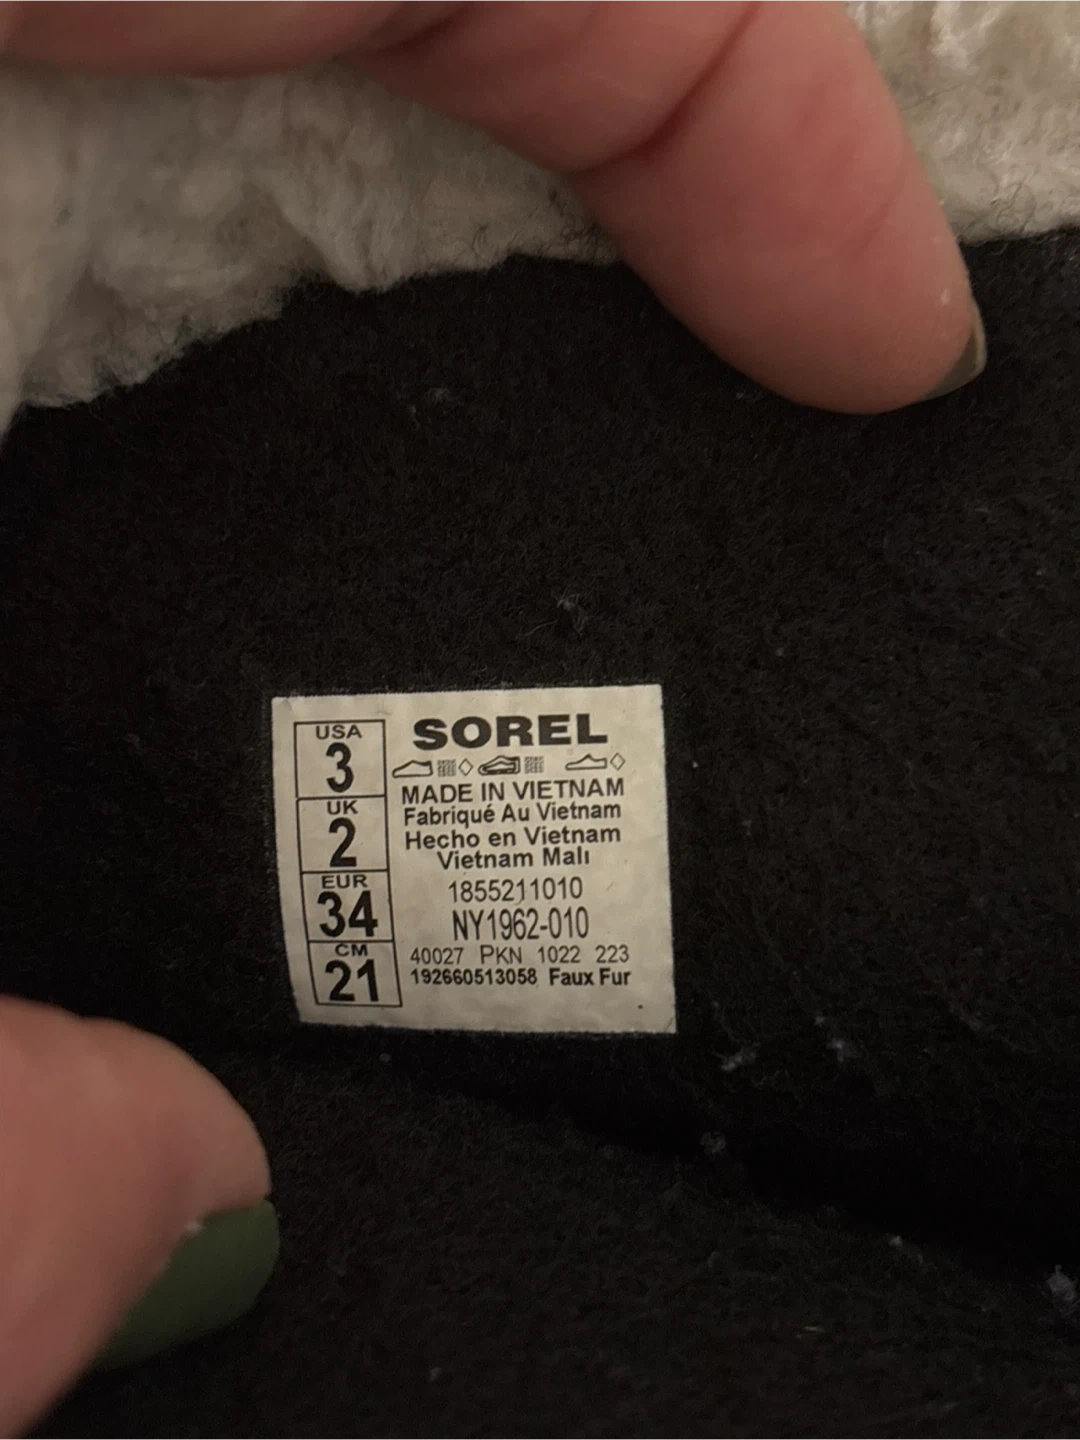 USA
3
UK
2
EUR
34
CM
21
SOREL
MADE IN VIETNAM
Fabriqué Au Vietnam
Hecho en Vietnam
Vietnam Malı
1855211010
NY1962-010
40027 PKN 1022 223
192660513058 Faux Fur